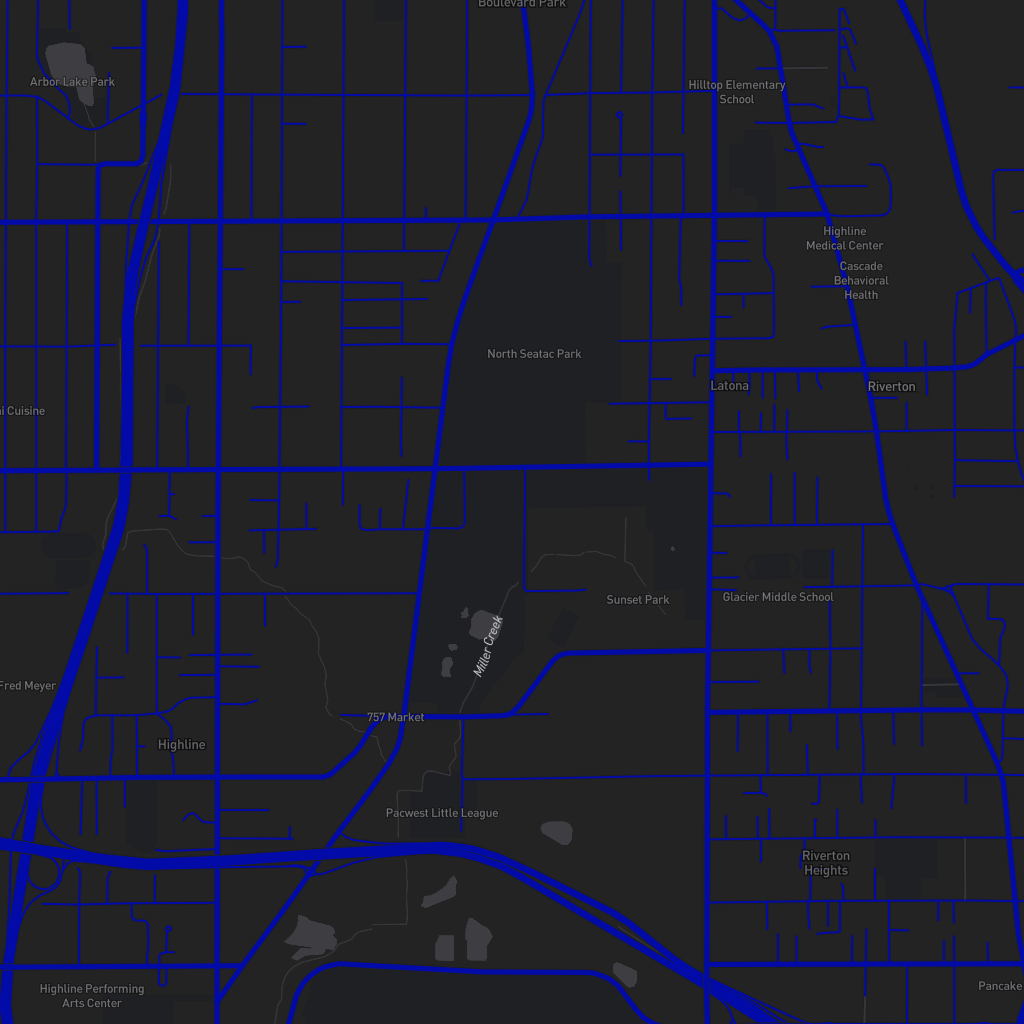 Boulevard Park
Arbor Lake Park
Hilltop Elementary
School
Highline
Medical Center
Cascade
Behavioral
Health
North Seatac Park
Latona
Riverton
Cuisine
Sunset Park
Glacier Middle School
Miller Creek
Fred Meyer
757 Market
Highline
Pacwest Little League
Riverton
Heights
Highline Performing
Arts Center
Pancake